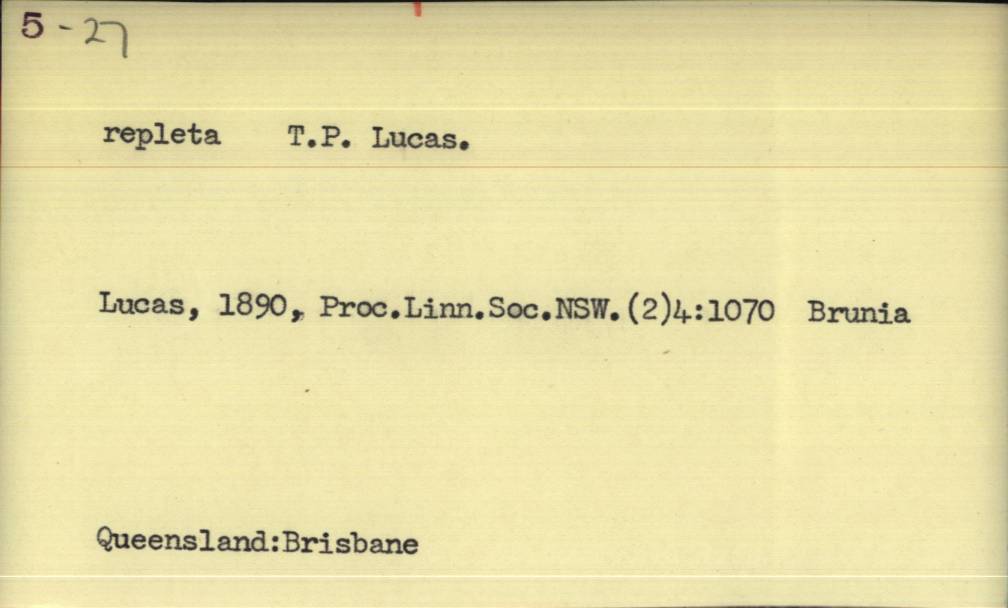 5 - 27
repleta T.P. Lucas.
Lucas, 1890, Proc.Linn.Soc.NSW.(2)4:1070 Brunia
Queensland:Brisbane